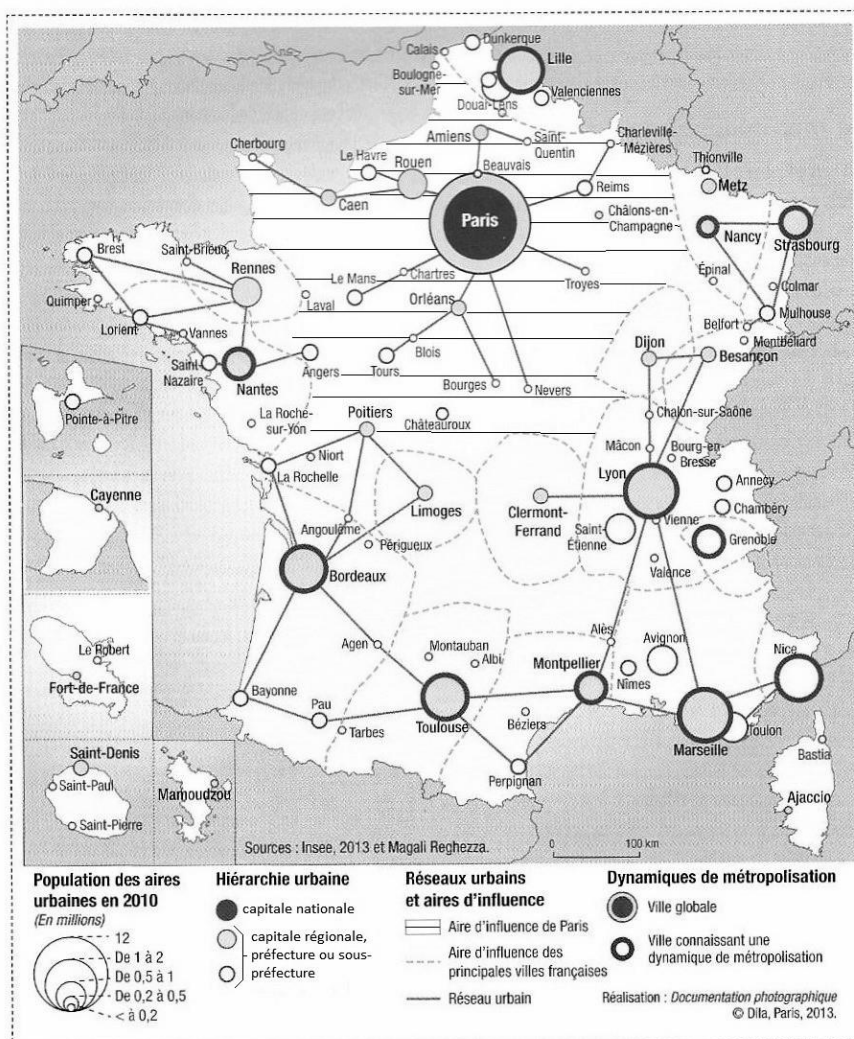 Dunkerque
Calais
Lille
Boulogne-
sur-Mer
Valenciennes
Douai-Lens
Amiens
Saint-
Quentin
Charleville-
Mézières
Cherbourg
Le Havre
Rouen
Beauvais
Thionville
Metz
Reims
Caen
Paris
Châlons-en-
Champagne
Nancy
Strasbourg
Brest
Saint-Brieuc
Rennes
Le Mans
Chartres
Troyes
Épinal
Colmar
Quimper
Laval
Orléans
Mulhouse
Lorient
Vannes
Belfort
Montbéliard
Blois
Dijon
Besançon
Saint-
Nazaire
Nantes
Angers
Tours
Bourges
Nevers
Pointe-à-Pitre
La Roche-
sur-Yon
Poitiers
Châteauroux
Chalon-sur-Saône
Niort
Mâcon
Bourg-en-
Bresse
La Rochelle
Lyon
Annecy
Cayenne
Limoges
Clermont-
Ferrand
Chambéry
Angoulême
Saint-
Étienne
Vienne
Grenoble
Périgueux
Valence
Bordeaux
Le Robert
Agen
Montauban
Albi
Alès
Avignon
Nice
Fort-de-France
Montpellier
Nîmes
Bayonne
Pau
Toulouse
Béziers
Toulon
Tarbes
Marseille
Saint-Denis
Perpignan
Bastia
Saint-Paul
Mamoudzou
Saint-Pierre
Ajaccio
Sources : Insee, 2013 et Magali Reghezza.
0 100 km
Population des aires
urbaines en 2010
(En millions)
12
De 1 à 2
De 0,5 à 1
De 0,2 à 0,5
< à 0,2
Hiérarchie urbaine
capitale nationale
capitale régionale,
préfecture ou sous-
préfecture
Réseaux urbains
et aires d'influence
Aire d'influence de Paris
Aire d'influence des
principales villes françaises
Réseau urbain
Dynamiques de métropolisation
Ville globale
Ville connaissant une
dynamique de métropolisation
Réalisation : Documentation photographique
© Dila, Paris, 2013.